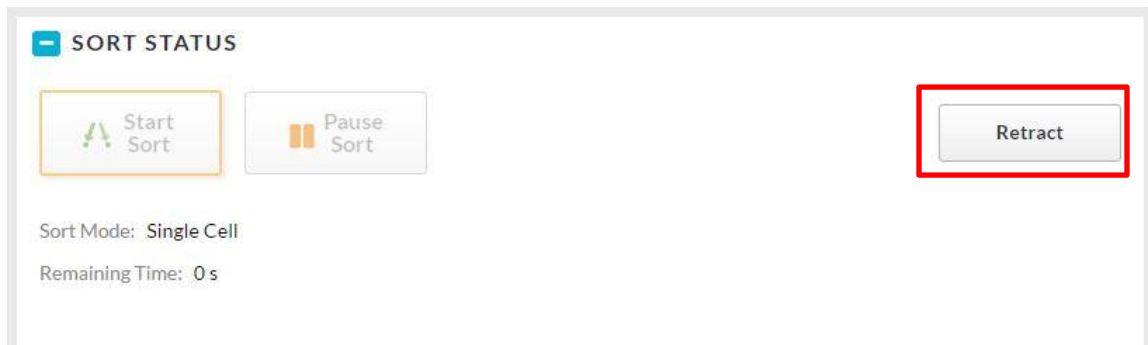 SORT STATUS
Start
Sort
Pause
Sort
Retract
Sort Mode: Single Cell
Remaining Time: 0 s